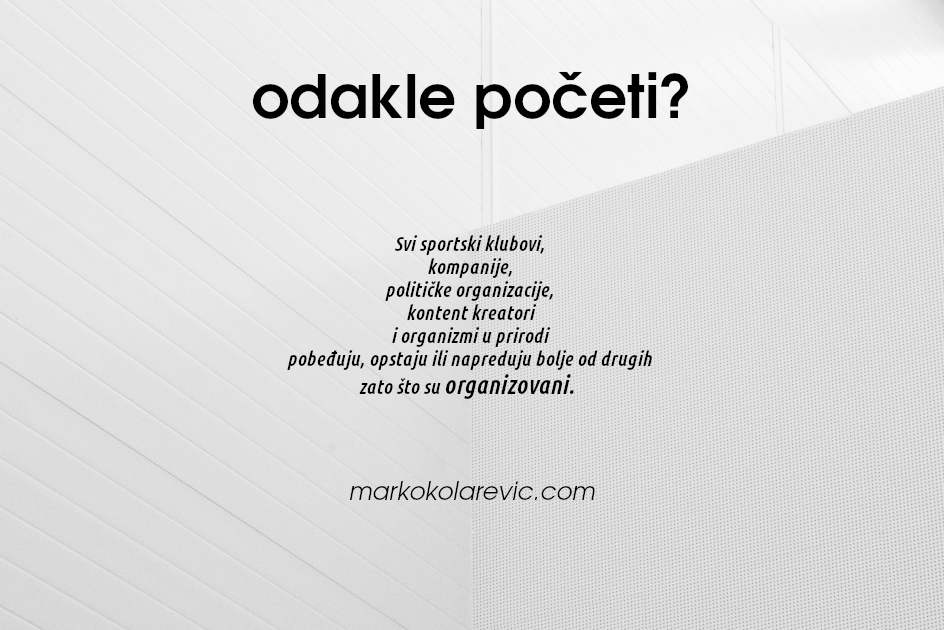 odakle početi?
Svi sportski klubovi,
kompanije,
političke organizacije,
kontent kreatori
i organizmi u prirodi
pobeđuju, opstaju ili napreduju bolje od drugih
zato što su organizovani.
markokolarevic.com